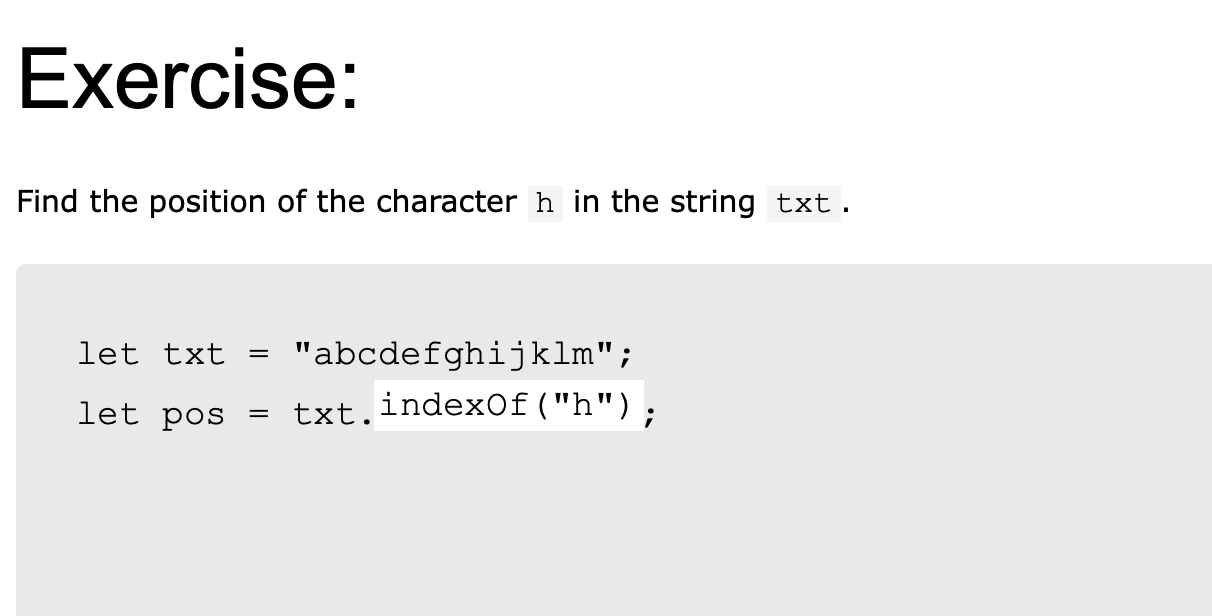 Exercise:
Find the position of the character h in the string txt.
let txt = "abcdefghijklm";
let pos = txt.indexOf("h");